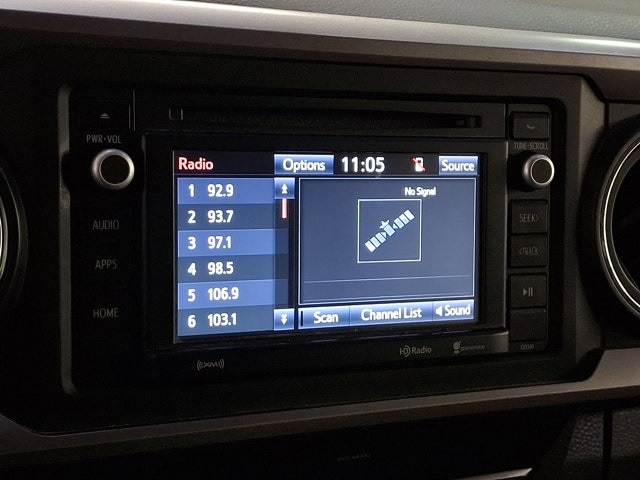 PWR•VOL
TUNE•SCROLL
Radio Options 11:05 Source
1 92.9
2 93.7
3 97.1
4 98.5
5 106.9
6 103.1
No Signal
Scan Channel List Sound
AUDIO
APPS
HOME
SEEK>
<TRACK
((XM))
HD Radio